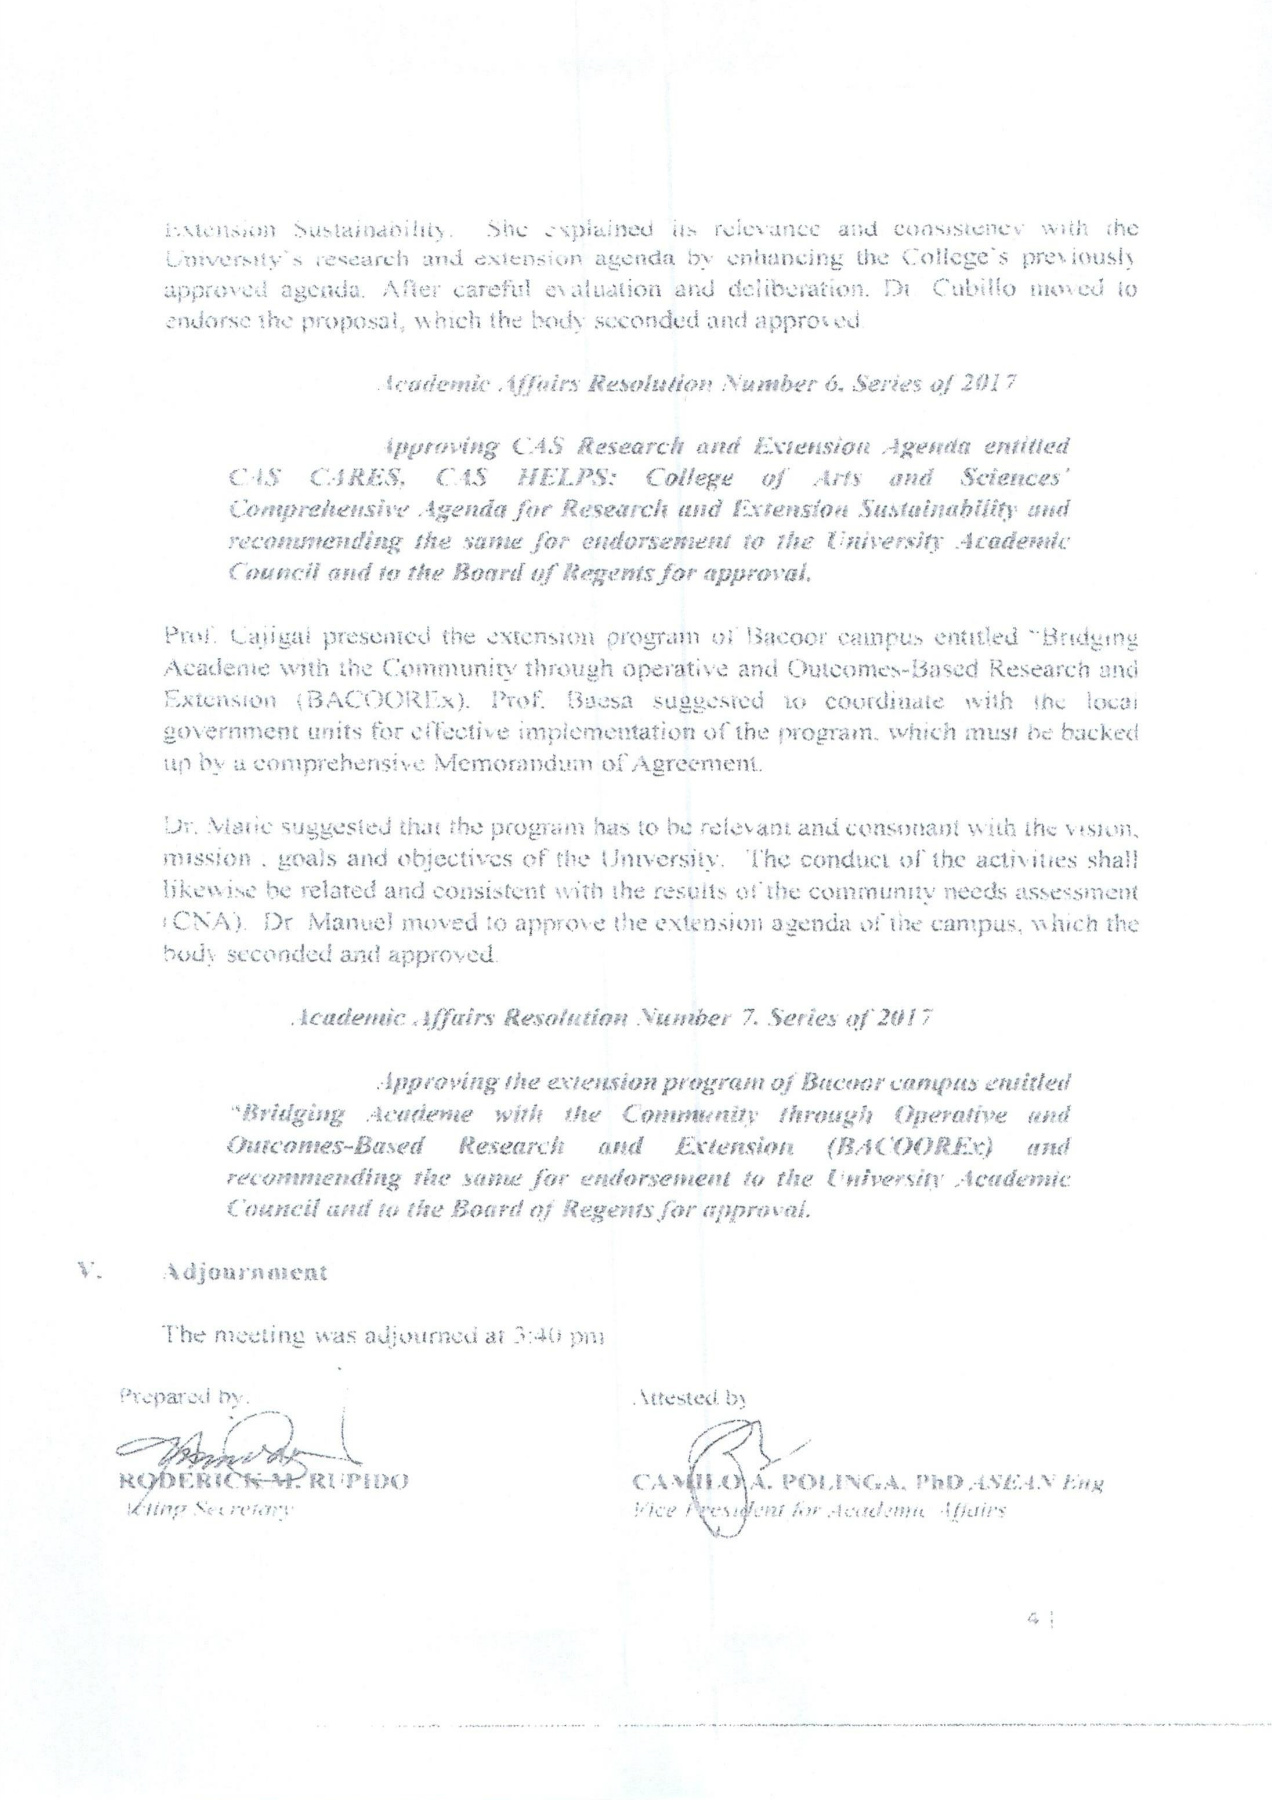 Extension Sustainability. She explained its relevance and consistency with the
University's research and extension agenda by enhancing the College's previously
approved agenda. After careful evaluation and deliberation. Dr Cubillo moved to
endorse the proposal, which the body seconded and approved
Academic Affairs Resolution Number 6, Series of 2017
Approving CAS Research and Extension Agenda entitled
CAS CARES, CAS HELPS: College of Arts and Sciences'
Comprehensive Agenda for Research and Extension Sustainability and
recommending the same for endorsement to the University Academic
Council and to the Board of Regents for approval.
Prof. Cajigal presented the extension program of Bacoor campus entitled "Bridging
Academe with the Community through operative and Outcomes-Based Research and
Extension (BACOOREx). Prof. Baesa suggested to coordinate with the local
government units for effective implementation of the program, which must be backed
up by a comprehensive Memorandum of Agreement.
Dr. Matic suggested that the program has to be relevant and consonant with the vision,
mission , goals and objectives of the University. The conduct of the activities shall
likewise be related and consistent with the results of the community needs assessment
(CNA). Dr Manuel moved to approve the extension agenda of the campus, which the
body seconded and approved.
Academic Affairs Resolution Number 7, Series of 2017
Approving the extension program of Bacoor campus entitled
"Bridging Academe with the Community through Operative and
Outcomes-Based Research and Extension (BACOOREx) and
recommending the same for endorsement to the University Academic
Council and to the Board of Regents for approval.
V. Adjournment
The meeting was adjourned at 3:40 pm
Prepared by. Attested by
RODERICK M. RUPIDO CAMILO A. POLINGA, PhD ASEAN Eng
Acting Secretary Vice President for Academic Affairs
4 |